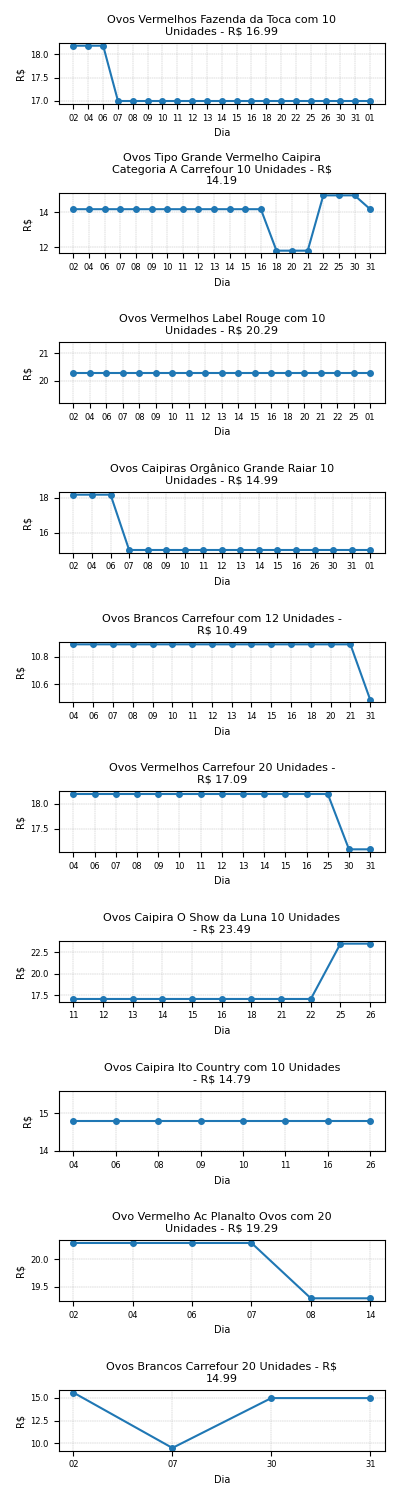 Ovos Vermelhos Fazenda da Toca com 10
Unidades - R$ 16.99
18.0
17.5
17.0
R$
02 04 06 07 08 09 10 11 12 13 14 15 16 18 20 22 25 26 31 01
Dia
Ovos Tipo Grande Vermelho Caipira
Categoria A Carrefour 10 Unidades - R$
14.19
14
12
R$
02 04 06 07 08 09 10 11 12 13 14 15 16 18 20 21 22 25 30 31
Dia
Ovos Vermelhos Label Rouge com 10
Unidades - R$ 20.29
21
20
R$
02 04 06 07 08 09 10 11 12 13 14 15 16 18 20 21 22 25 01
Dia
Ovos Caipiras Orgânico Grande Raiar 10
Unidades - R$ 14.99
18
16
R$
02 04 06 07 08 09 10 11 12 13 14 15 16 26 30 31 01
Dia
Ovos Brancos Carrefour com 12 Unidades -
R$ 10.49
10.8
10.6
R$
04 06 07 08 09 10 11 12 13 14 15 16 18 20 21 31
Dia
Ovos Vermelhos Carrefour 20 Unidades -
R$ 17.09
18.0
17.5
R$
04 06 07 08 09 10 11 12 13 14 15 16 25 30 31
Dia
Ovos Caipira O Show da Luna 10 Unidades
- R$ 23.49
22.5
20.0
17.5
R$
11 12 13 14 15 16 18 21 22 25 26
Dia
Ovos Caipira Ito Country com 10 Unidades
- R$ 14.79
15
14
R$
04 06 08 09 10 11 16 26
Dia
Ovo Vermelho Ac Planalto Ovos com 20
Unidades - R$ 19.29
20.0
19.5
R$
02 04 06 07 08 14
Dia
Ovos Brancos Carrefour 20 Unidades - R$
14.99
15.0
12.5
10.0
R$
02 07 30 31
Dia